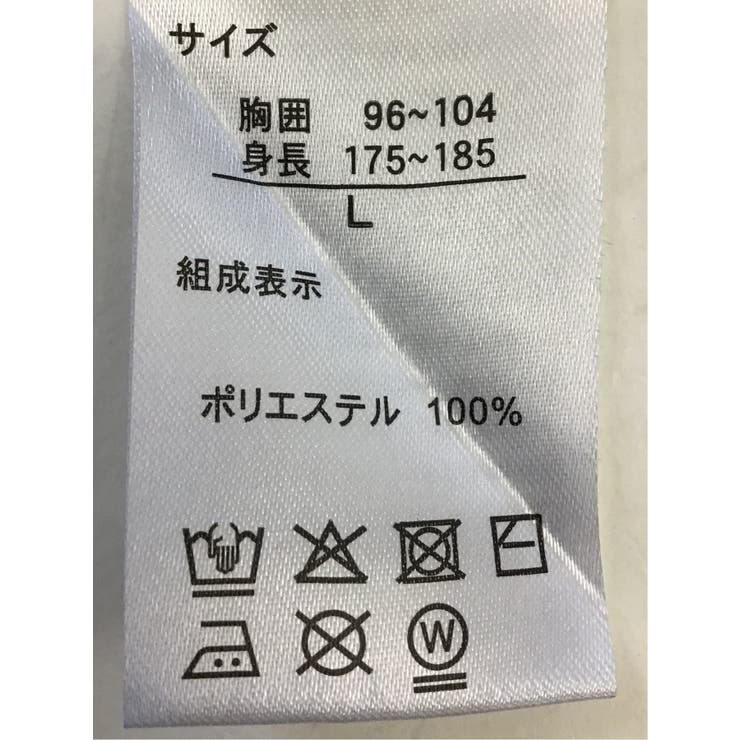 サイズ
胸囲 96~104
身長 175~185
L
組成表示
ポリエステル 100%
W